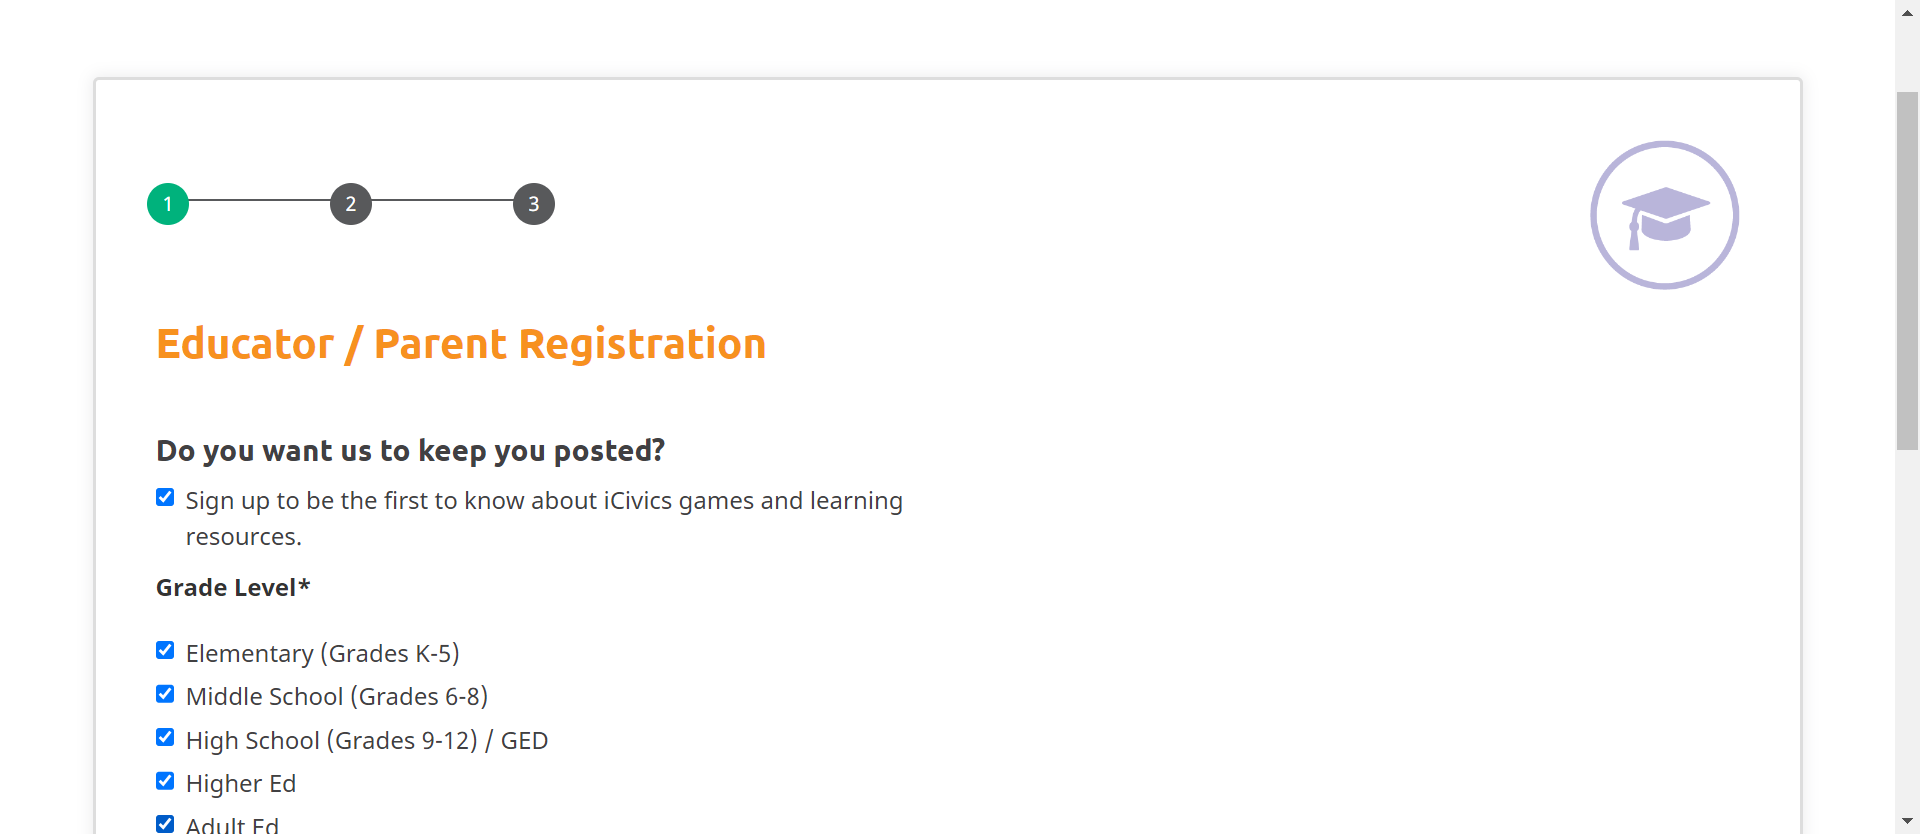 1 2 3
Educator / Parent Registration
Do you want us to keep you posted?
Sign up to be the first to know about iCivics games and learning
resources.
Grade Level*
Elementary (Grades K-5)
Middle School (Grades 6-8)
High School (Grades 9-12) / GED
Higher Ed
Adult Ed